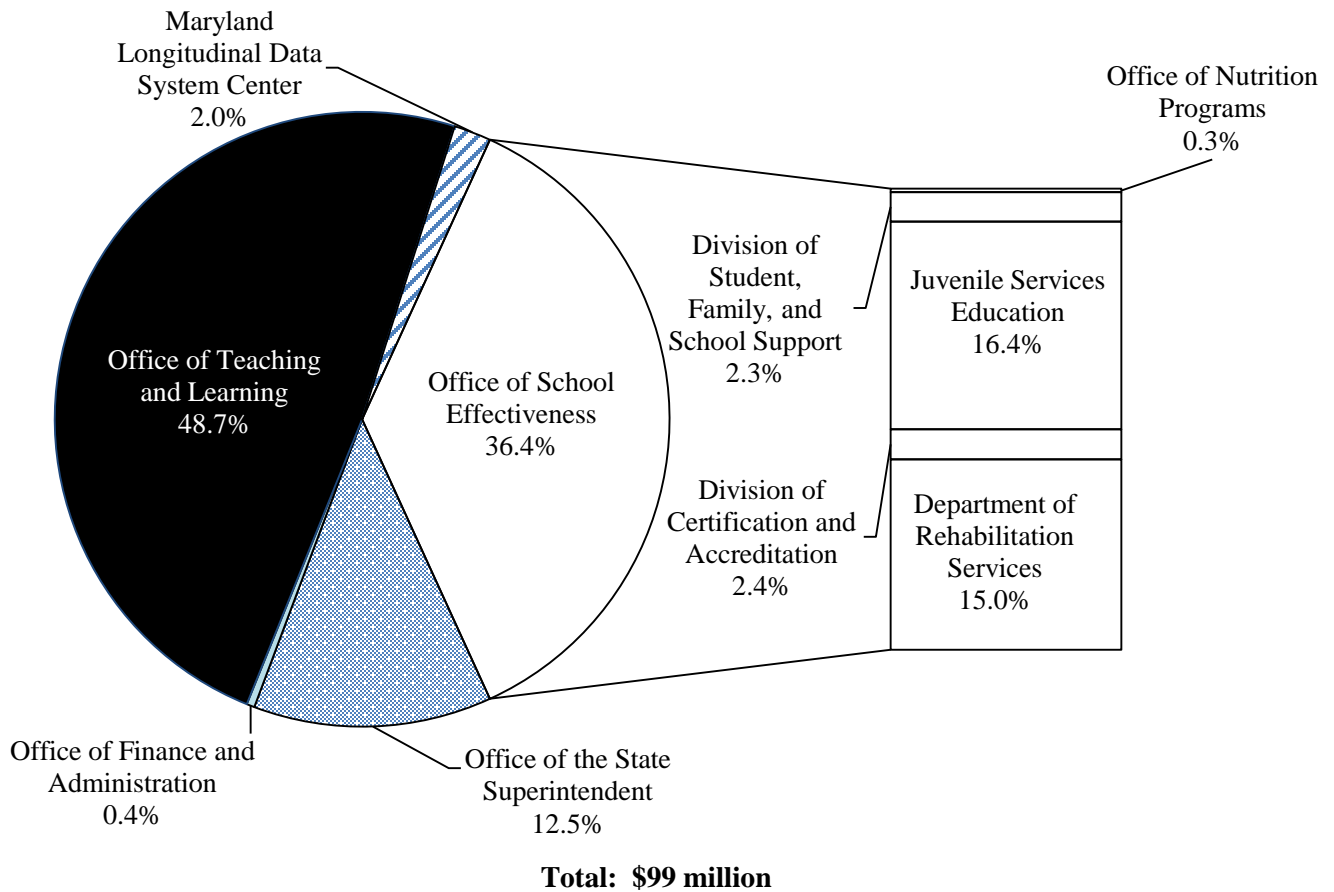 Maryland
Longitudinal Data
System Center
2.0%
Office of Nutrition
Programs
0.3%
Division of
Student,
Family, and
School Support
2.3%
Juvenile Services
Education
16.4%
Office of Teaching
and Learning
48.7%
Office of School
Effectiveness
36.4%
Division of
Certification and
Accreditation
2.4%
Department of
Rehabilitation
Services
15.0%
Office of Finance and
Administration
0.4%
Office of the State
Superintendent
12.5%
Total: $99 million